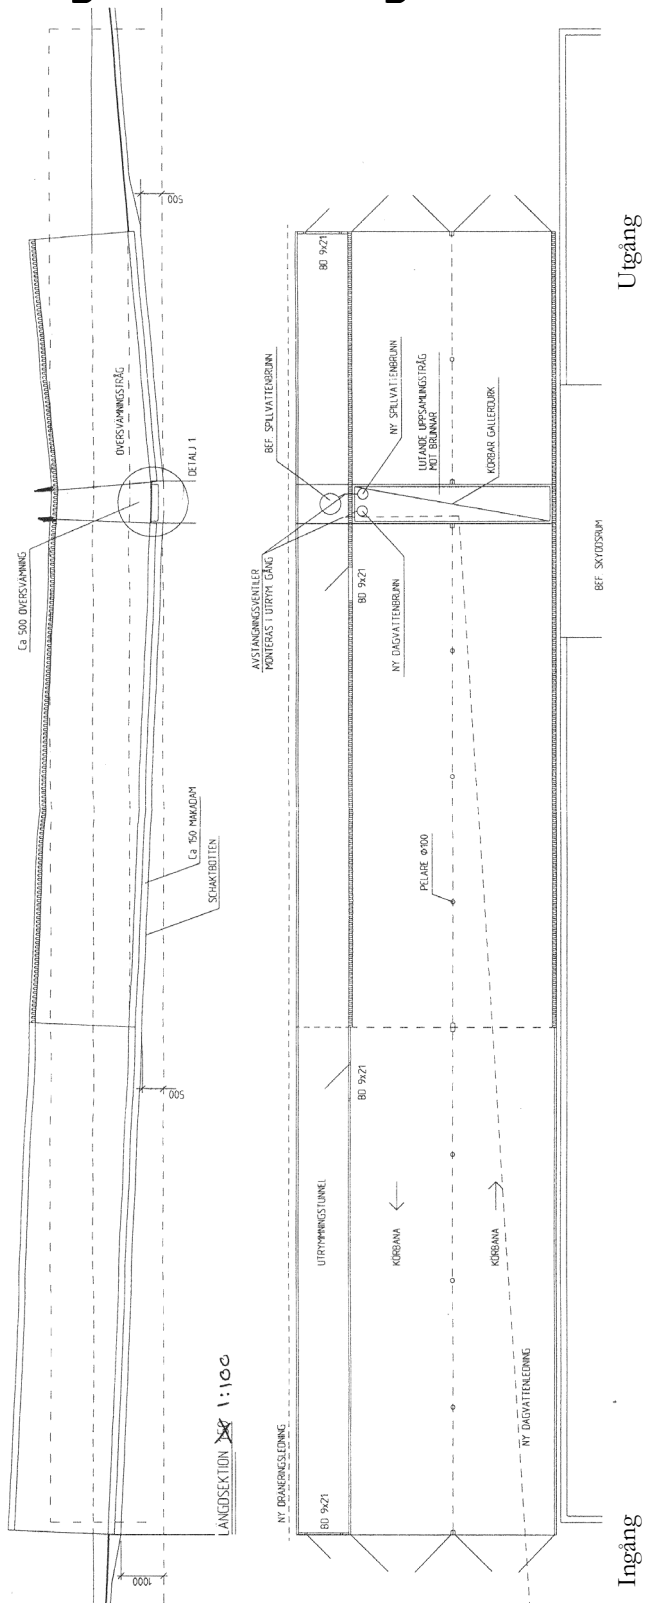 500
ÖVERSVÄMNINGSTRÅG
DETALJ 1
Ca 500 ÖVERSVÄMNING
Ca 150 MAKADAM
SCHAKTBOTTEN
500
LÄNGDSEKTION 1:100
1000
BD 9x21
BEF. SPILLVATTENBRUNN
NY SPILLVATTENBRUNN
LUTANDE UPPSAMLINGSTRÅG
MOT BRUNNAR
KÖRBAR GALLERDURK
AVSTÄNGNINGSVENTILER
MONTERAS I UTRYM. GÅNG
BD 9x21
NY DAGVATTENBRUNN
BEF SKYDDSRUM
PELARE Ø100
BD 9x21
UTRYMNINGSTUNNEL
KÖRBANA
KÖRBANA
NY DRÄNERINGSLEDNING
BD 9x21
NY DAGVATTENLEDNING
Utgång
Ingång